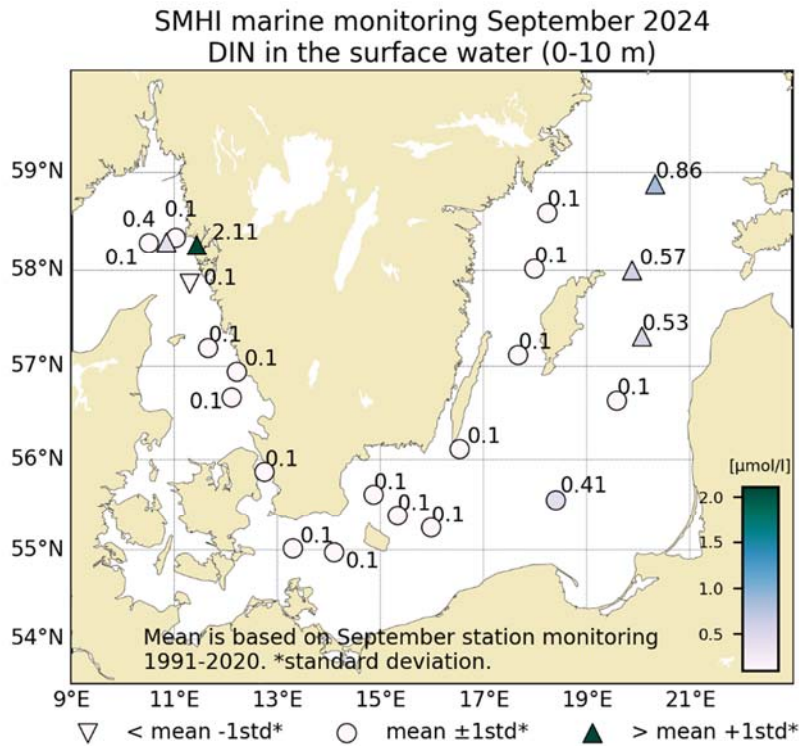 SMHI marine monitoring September 2024
DIN in the surface water (0-10 m)
59°N
58°N
57°N
56°N
55°N
54°N
0.86
0.1
0.4
0.1
2.11
0.1
0.1
0.57
0.1
0.53
0.1
0.1
0.1
0.1
0.1
0.1
0.1
0.1
0.41
0.1
0.1
0.1
0.1
[µmol/l]
2.0
1.5
1.0
0.5
Mean is based on September station monitoring
1991-2020. *standard deviation.
9°E 11°E 13°E 15°E 17°E 19°E 21°E
< mean -1std* mean ±1std* > mean +1std*